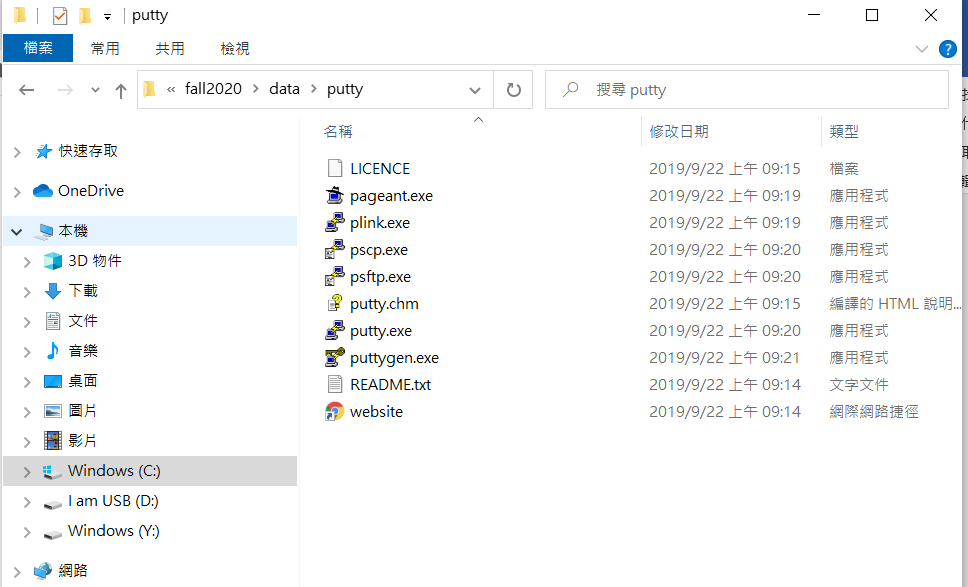 putty
檔案 常用 共用 檢視
« fall2020 > data > putty 搜尋 putty
名稱 修改日期 類型
快速存取
OneDrive
本機
3D 物件
下載
文件
音樂
桌面
圖片
影片
Windows (C:)
I am USB (D:)
Windows (Y:)
網路
LICENCE 2019/9/22 上午 09:15 檔案
pageant.exe 2019/9/22 上午 09:19 應用程式
plink.exe 2019/9/22 上午 09:19 應用程式
pscp.exe 2019/9/22 上午 09:20 應用程式
psftp.exe 2019/9/22 上午 09:20 應用程式
putty.chm 2019/9/22 上午 09:15 編譯的 HTML 說明...
putty.exe 2019/9/22 上午 09:20 應用程式
puttygen.exe 2019/9/22 上午 09:21 應用程式
README.txt 2019/9/22 上午 09:14 文字文件
website 2019/9/22 上午 09:14 網際網路捷徑